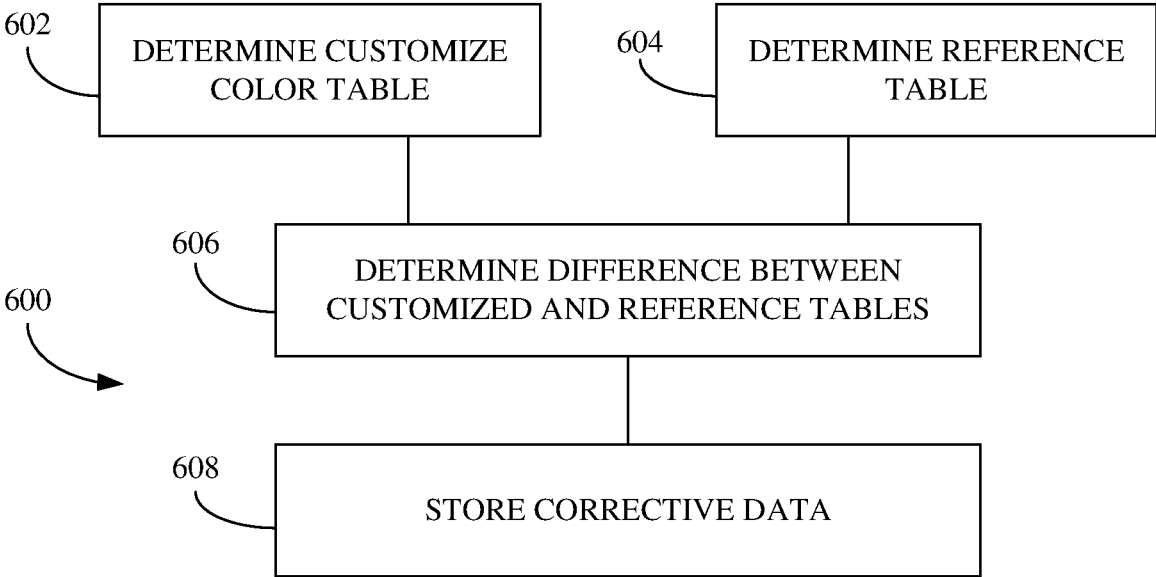 602
DETERMINE CUSTOMIZE
COLOR TABLE
604
DETERMINE REFERENCE
TABLE
606
DETERMINE DIFFERENCE BETWEEN
CUSTOMIZED AND REFERENCE TABLES
600
608
STORE CORRECTIVE DATA